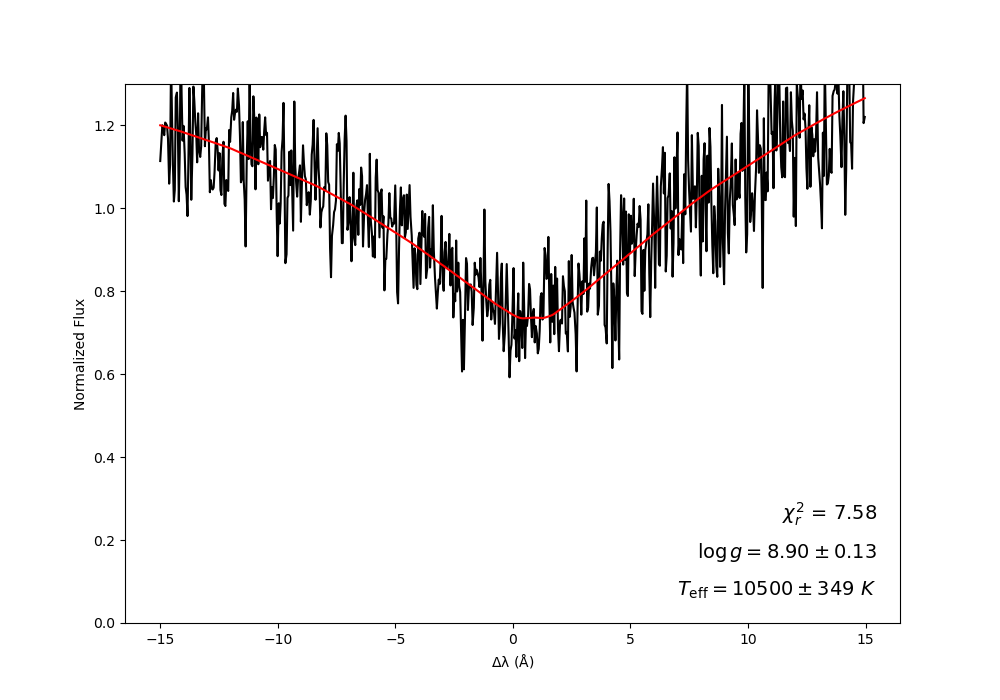 1.2
1.0
0.8
0.6
0.4
0.2
0.0
Normalized Flux
χ²ᵣ = 7.58
log g = 8.90 ± 0.13
T_eff = 10500 ± 349 K
−15 −10 −5 0 5 10 15
Δλ (Å)